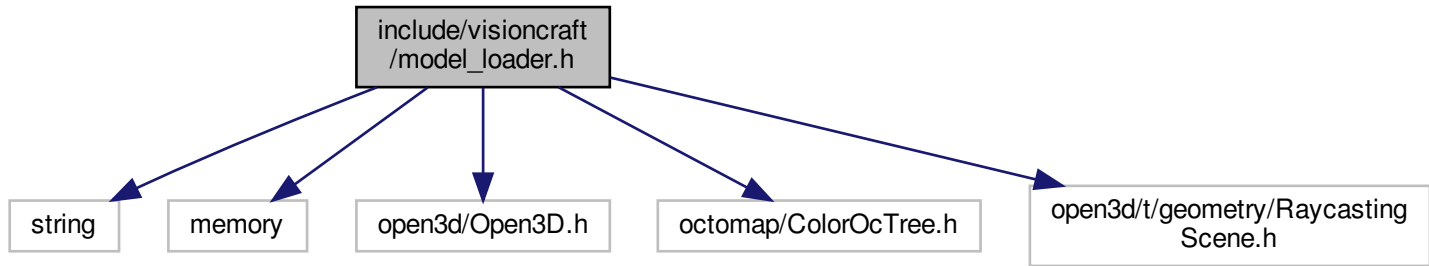 include/visioncraft
/model_loader.h
string
memory
open3d/Open3D.h
octomap/ColorOcTree.h
open3d/t/geometry/Raycasting
Scene.h